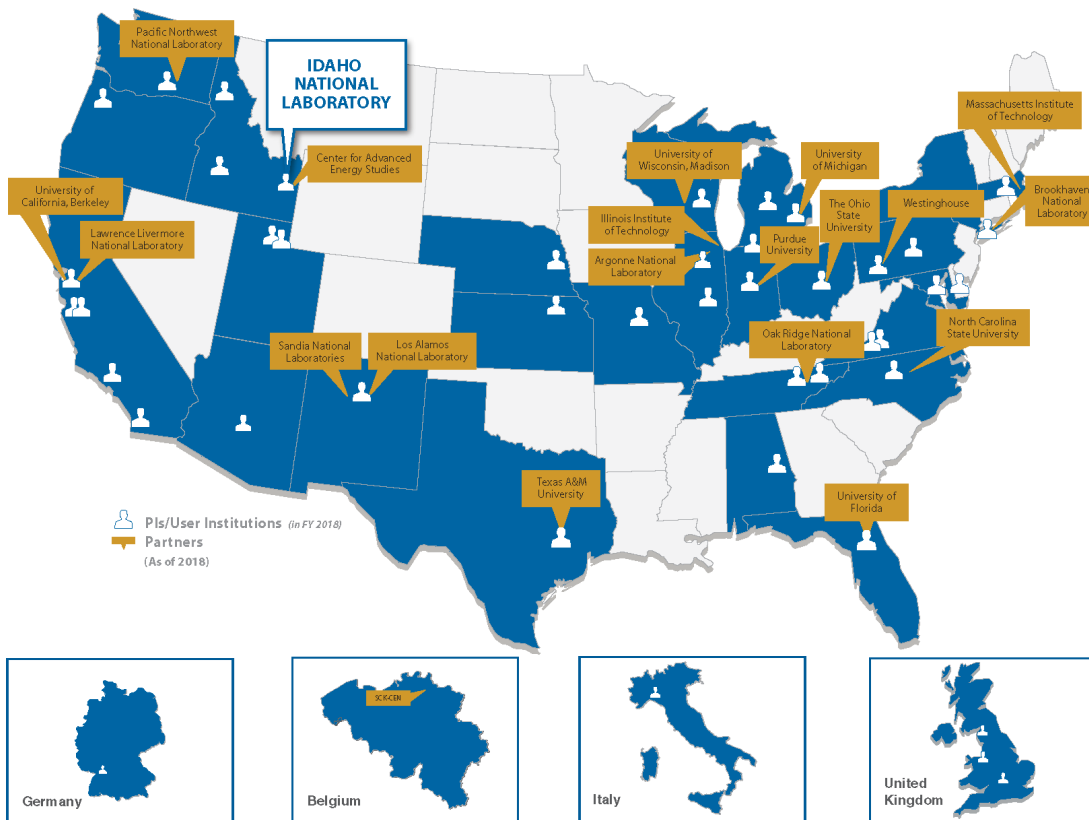 Pacific Northwest
National Laboratory
IDAHO
NATIONAL
LABORATORY
Center for Advanced
Energy Studies
University of
California, Berkeley
Lawrence Livermore
National Laboratory
Sandia National
Laboratories
Los Alamos
National Laboratory
Texas A&M
University
University of
Wisconsin, Madison
Illinois Institute
of Technology
Argonne National
Laboratory
University
of Michigan
Purdue
University
The Ohio
State
University
Westinghouse
Massachusetts Institute
of Technology
Brookhaven
National
Laboratory
Oak Ridge National
Laboratory
North Carolina
State University
University of
Florida
PIs/User Institutions (in FY 2018)
Partners
(As of 2018)
Germany
SCK-CEN
Belgium
Italy
United
Kingdom